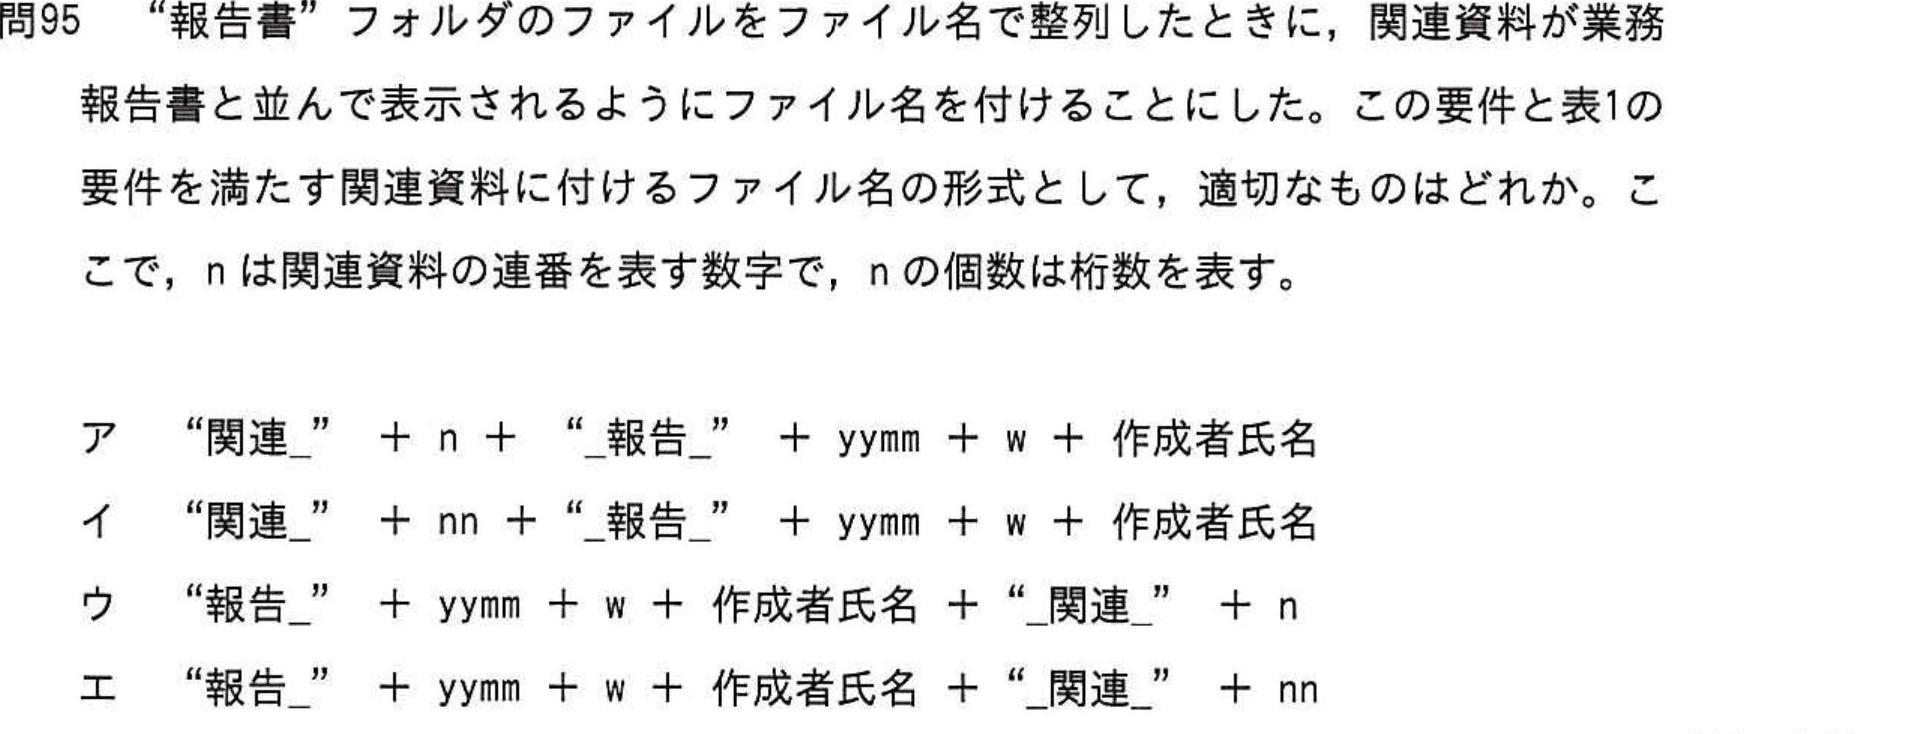 問95 “報告書”フォルダのファイルをファイル名で整列したときに，関連資料が業務
報告書と並んで表示されるようにファイル名を付けることにした。この要件と表1の
要件を満たす関連資料に付けるファイル名の形式として，適切なものはどれか。こ
こで，n は関連資料の連番を表す数字で，n の個数は桁数を表す。
ア “関連_” ＋ n ＋ “_報告_” ＋ yymm ＋ w ＋ 作成者氏名
イ “関連_” ＋ nn ＋ “_報告_” ＋ yymm ＋ w ＋ 作成者氏名
ウ “報告_” ＋ yymm ＋ w ＋ 作成者氏名 ＋ “_関連_” ＋ n
エ “報告_” ＋ yymm ＋ w ＋ 作成者氏名 ＋ “_関連_” ＋ nn